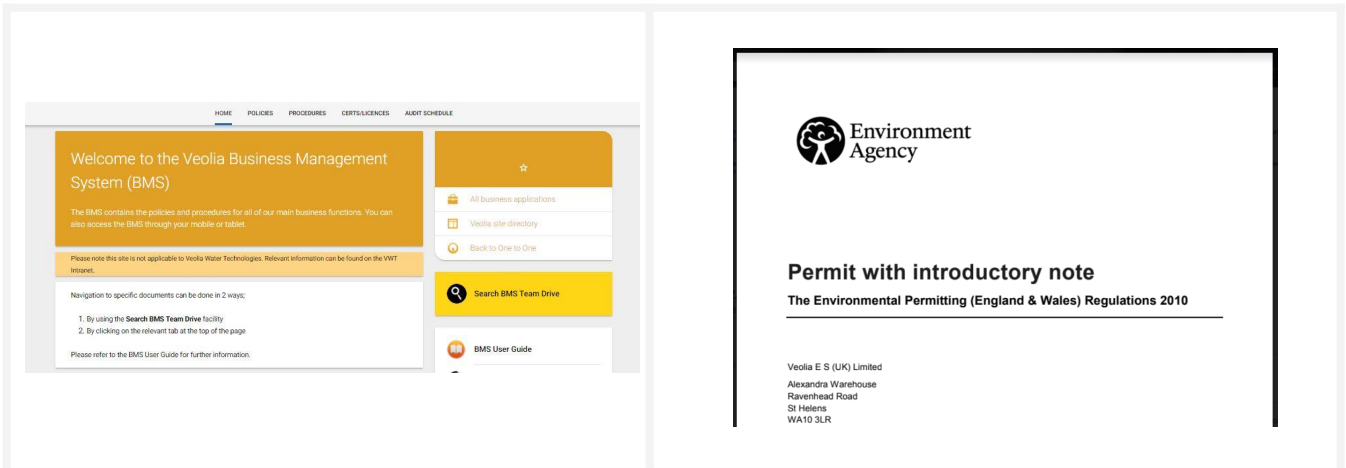 HOME POLICIES PROCEDURES CERTS/LICENCES AUDIT SCHEDULE
Welcome to the Veolia Business Management
System (BMS)
The BMS contains the policies and procedures for all of our main business functions. You can
also access the BMS through your mobile or tablet.
Please note this site is not applicable to Veolia Water Technologies. Relevant information can be found on the VWT
Intranet.
Navigation to specific documents can be done in 2 ways;
1. By using the Search BMS Team Drive facility
2. By clicking on the relevant tab at the top of the page
Please refer to the BMS User Guide for further information.
All business applications
Veolia site directory
Back to One to One
Search BMS Team Drive
BMS User Guide
Environment
Agency
Permit with introductory note
The Environmental Permitting (England & Wales) Regulations 2010
Veolia E S (UK) Limited
Alexandra Warehouse
Ravenhead Road
St Helens
WA10 3LR